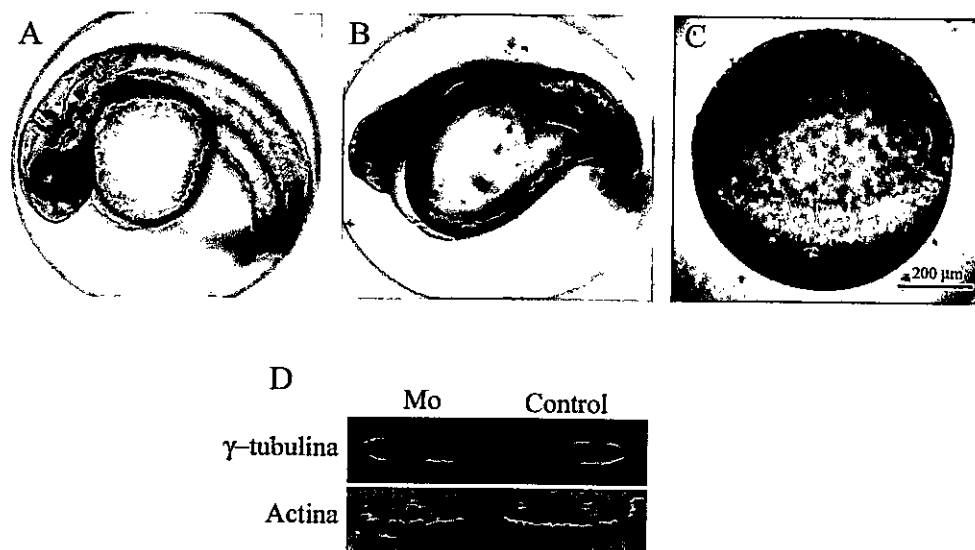 A
B
C
200 µm
D
Mo Control
γ–tubulina
Actina